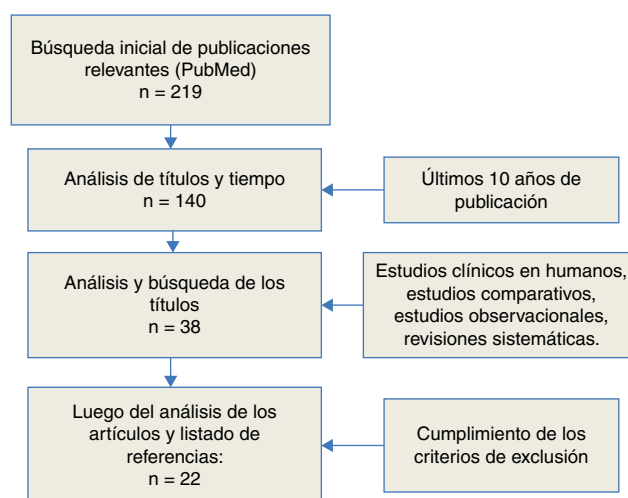 Búsqueda inicial de publicaciones
relevantes (PubMed)
n = 219
Análisis de títulos y tiempo
n = 140
Últimos 10 años de
publicación
Análisis y búsqueda de los
títulos
n = 38
Estudios clínicos en humanos,
estudios comparativos,
estudios observacionales,
revisiones sistemáticas.
Luego del análisis de los
artículos y listado de
referencias:
n = 22
Cumplimiento de los
criterios de exclusión